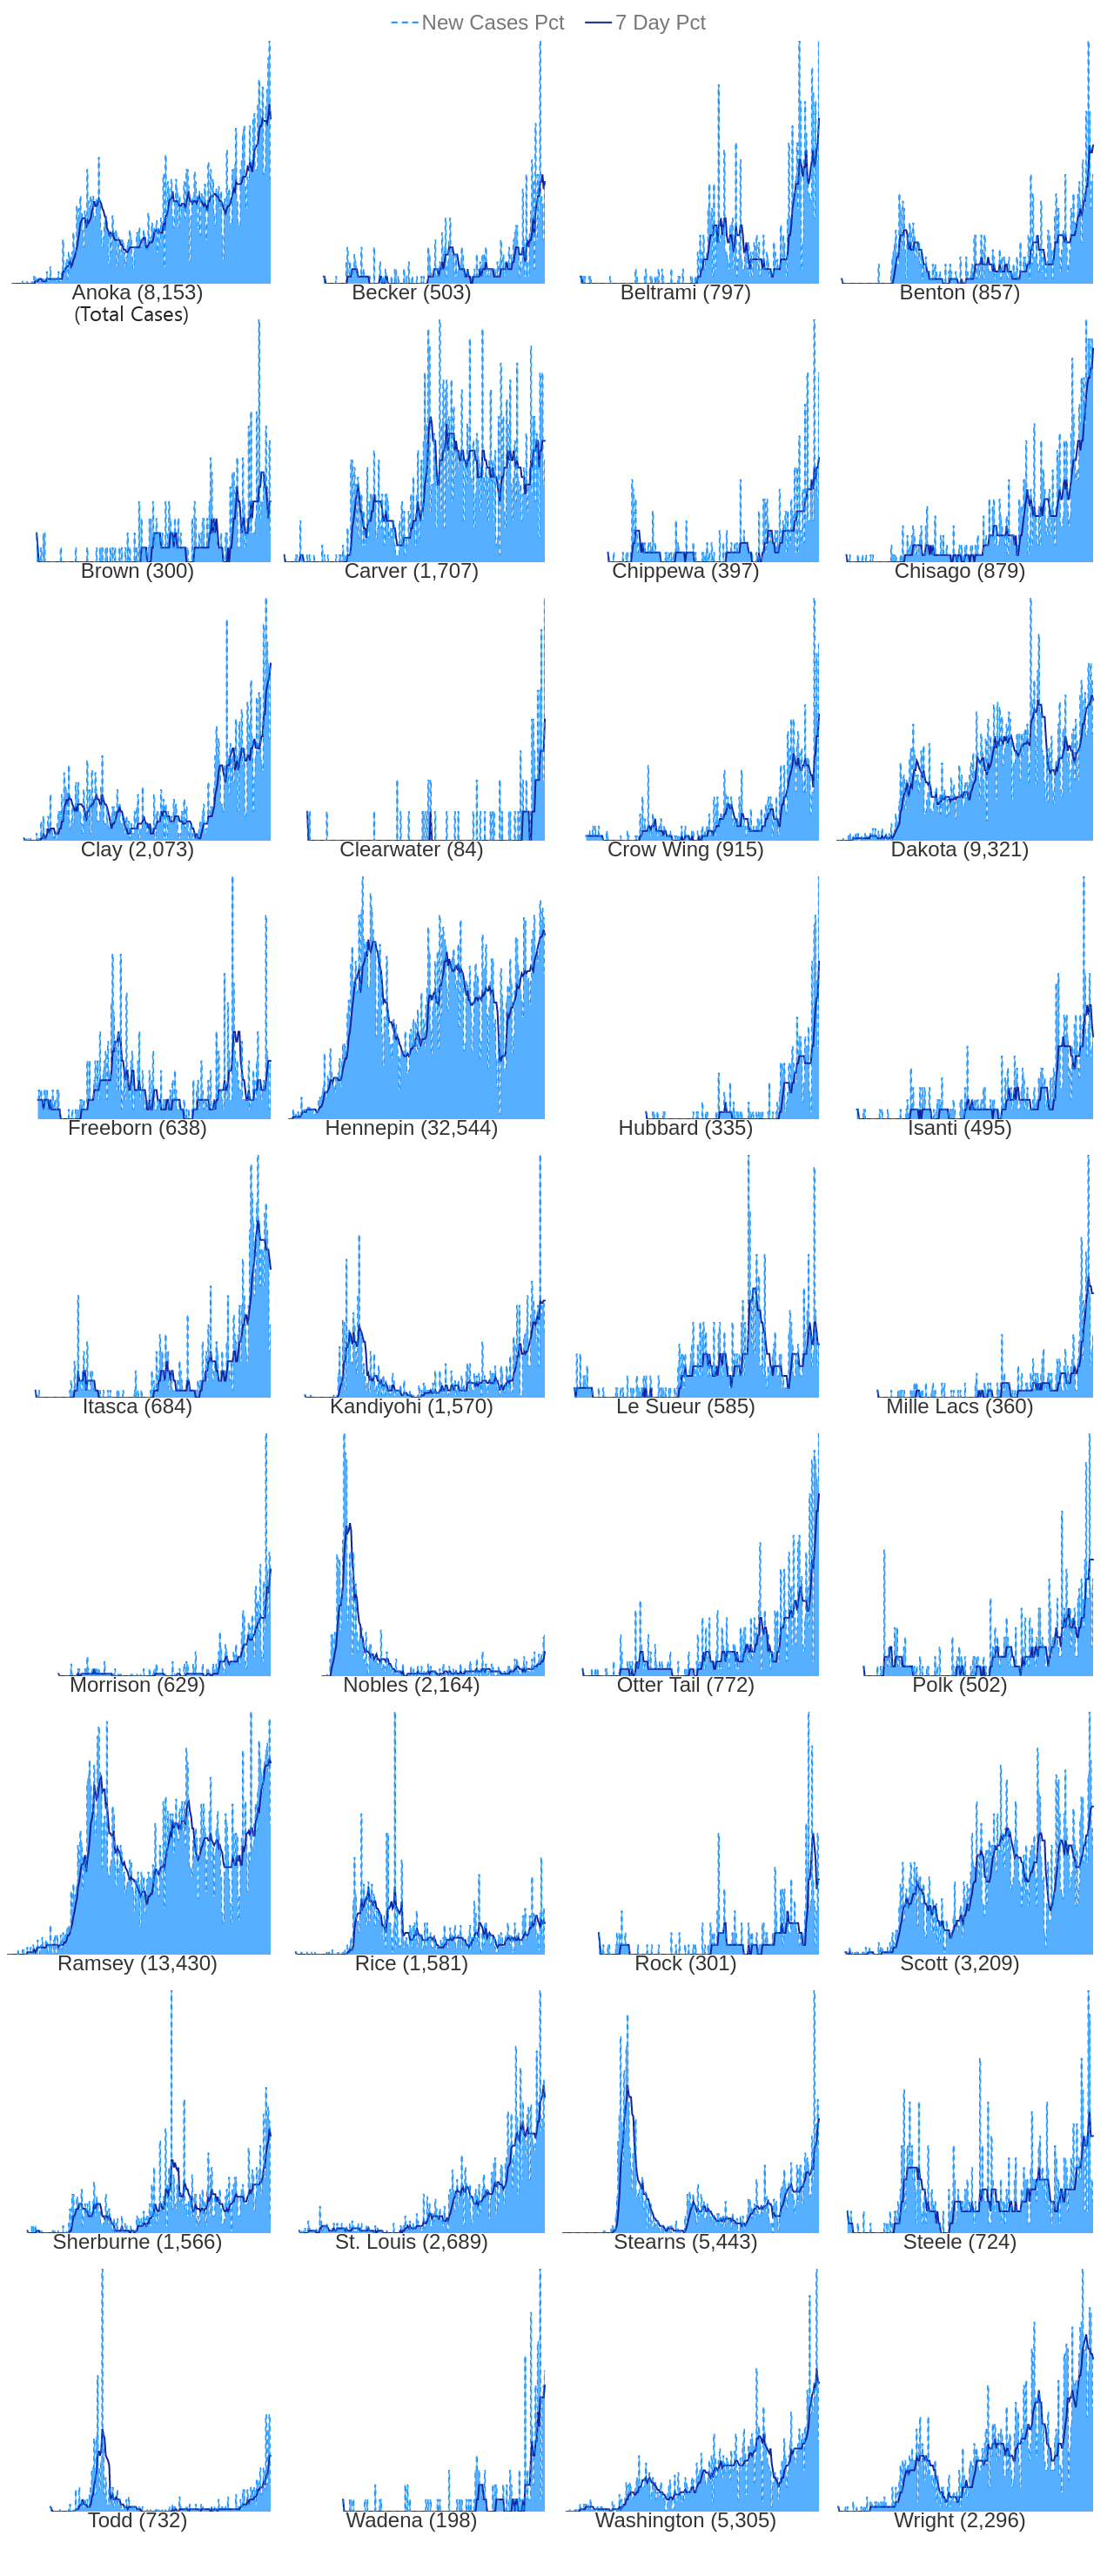 New Cases Pct 7 Day Pct
Anoka (8,153) Becker (503) Beltrami (797) Benton (857)
(Total Cases)
Brown (300) Carver (1,707) Chippewa (397) Chisago (879)
Clay (2,073) Clearwater (84) Crow Wing (915) Dakota (9,321)
Freeborn (638) Hennepin (32,544) Hubbard (335) Isanti (495)
Itasca (684) Kandiyohi (1,570) Le Sueur (585) Mille Lacs (360)
Morrison (629) Nobles (2,164) Otter Tail (772) Polk (502)
Ramsey (13,430) Rice (1,581) Rock (301) Scott (3,209)
Sherburne (1,566) St. Louis (2,689) Stearns (5,443) Steele (724)
Todd (732) Wadena (198) Washington (5,305) Wright (2,296)